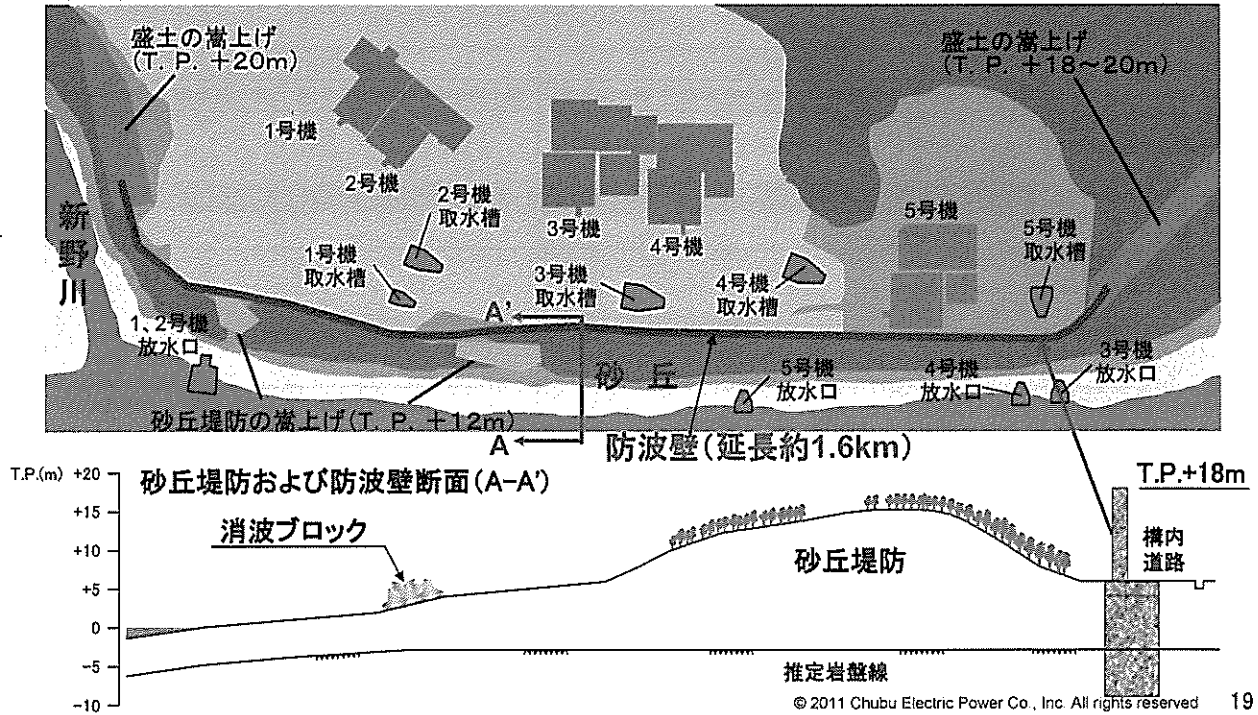 盛土の嵩上げ
(T. P. +20m)
盛土の嵩上げ
(T. P. +18～20m)
1号機
2号機
2号機
取水槽
1号機
取水槽
3号機
3号機
取水槽
4号機
4号機
取水槽
5号機
5号機
取水槽
新野川
A'
1、2号機
放水口
砂 丘
5号機
放水口
4号機
放水口
3号機
放水口
砂丘堤防の嵩上げ(T. P. +12m)
A
防波壁(延長約1.6km)
T.P.(m)
+20
+15
+10
+5
0
-5
-10
砂丘堤防および防波壁断面(A-A')
消波ブロック
砂丘堤防
T.P.+18m
構内
道路
推定岩盤線
© 2011 Chubu Electric Power Co., Inc. All rights reserved
19